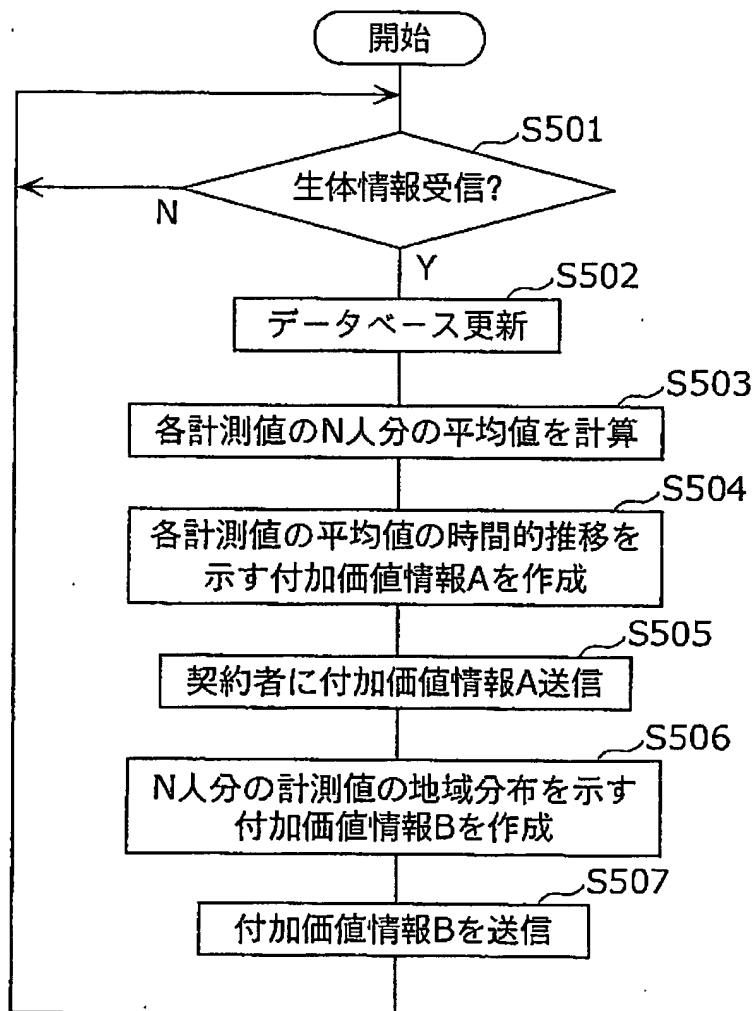 開始
S501
生体情報受信?
N
Y
S502
データベース更新
S503
各計測値のN人分の平均値を計算
S504
各計測値の平均値の時間的推移を
示す付加価値情報Aを作成
S505
契約者に付加価値情報A送信
S506
N人分の計測値の地域分布を示す
付加価値情報Bを作成
S507
付加価値情報Bを送信